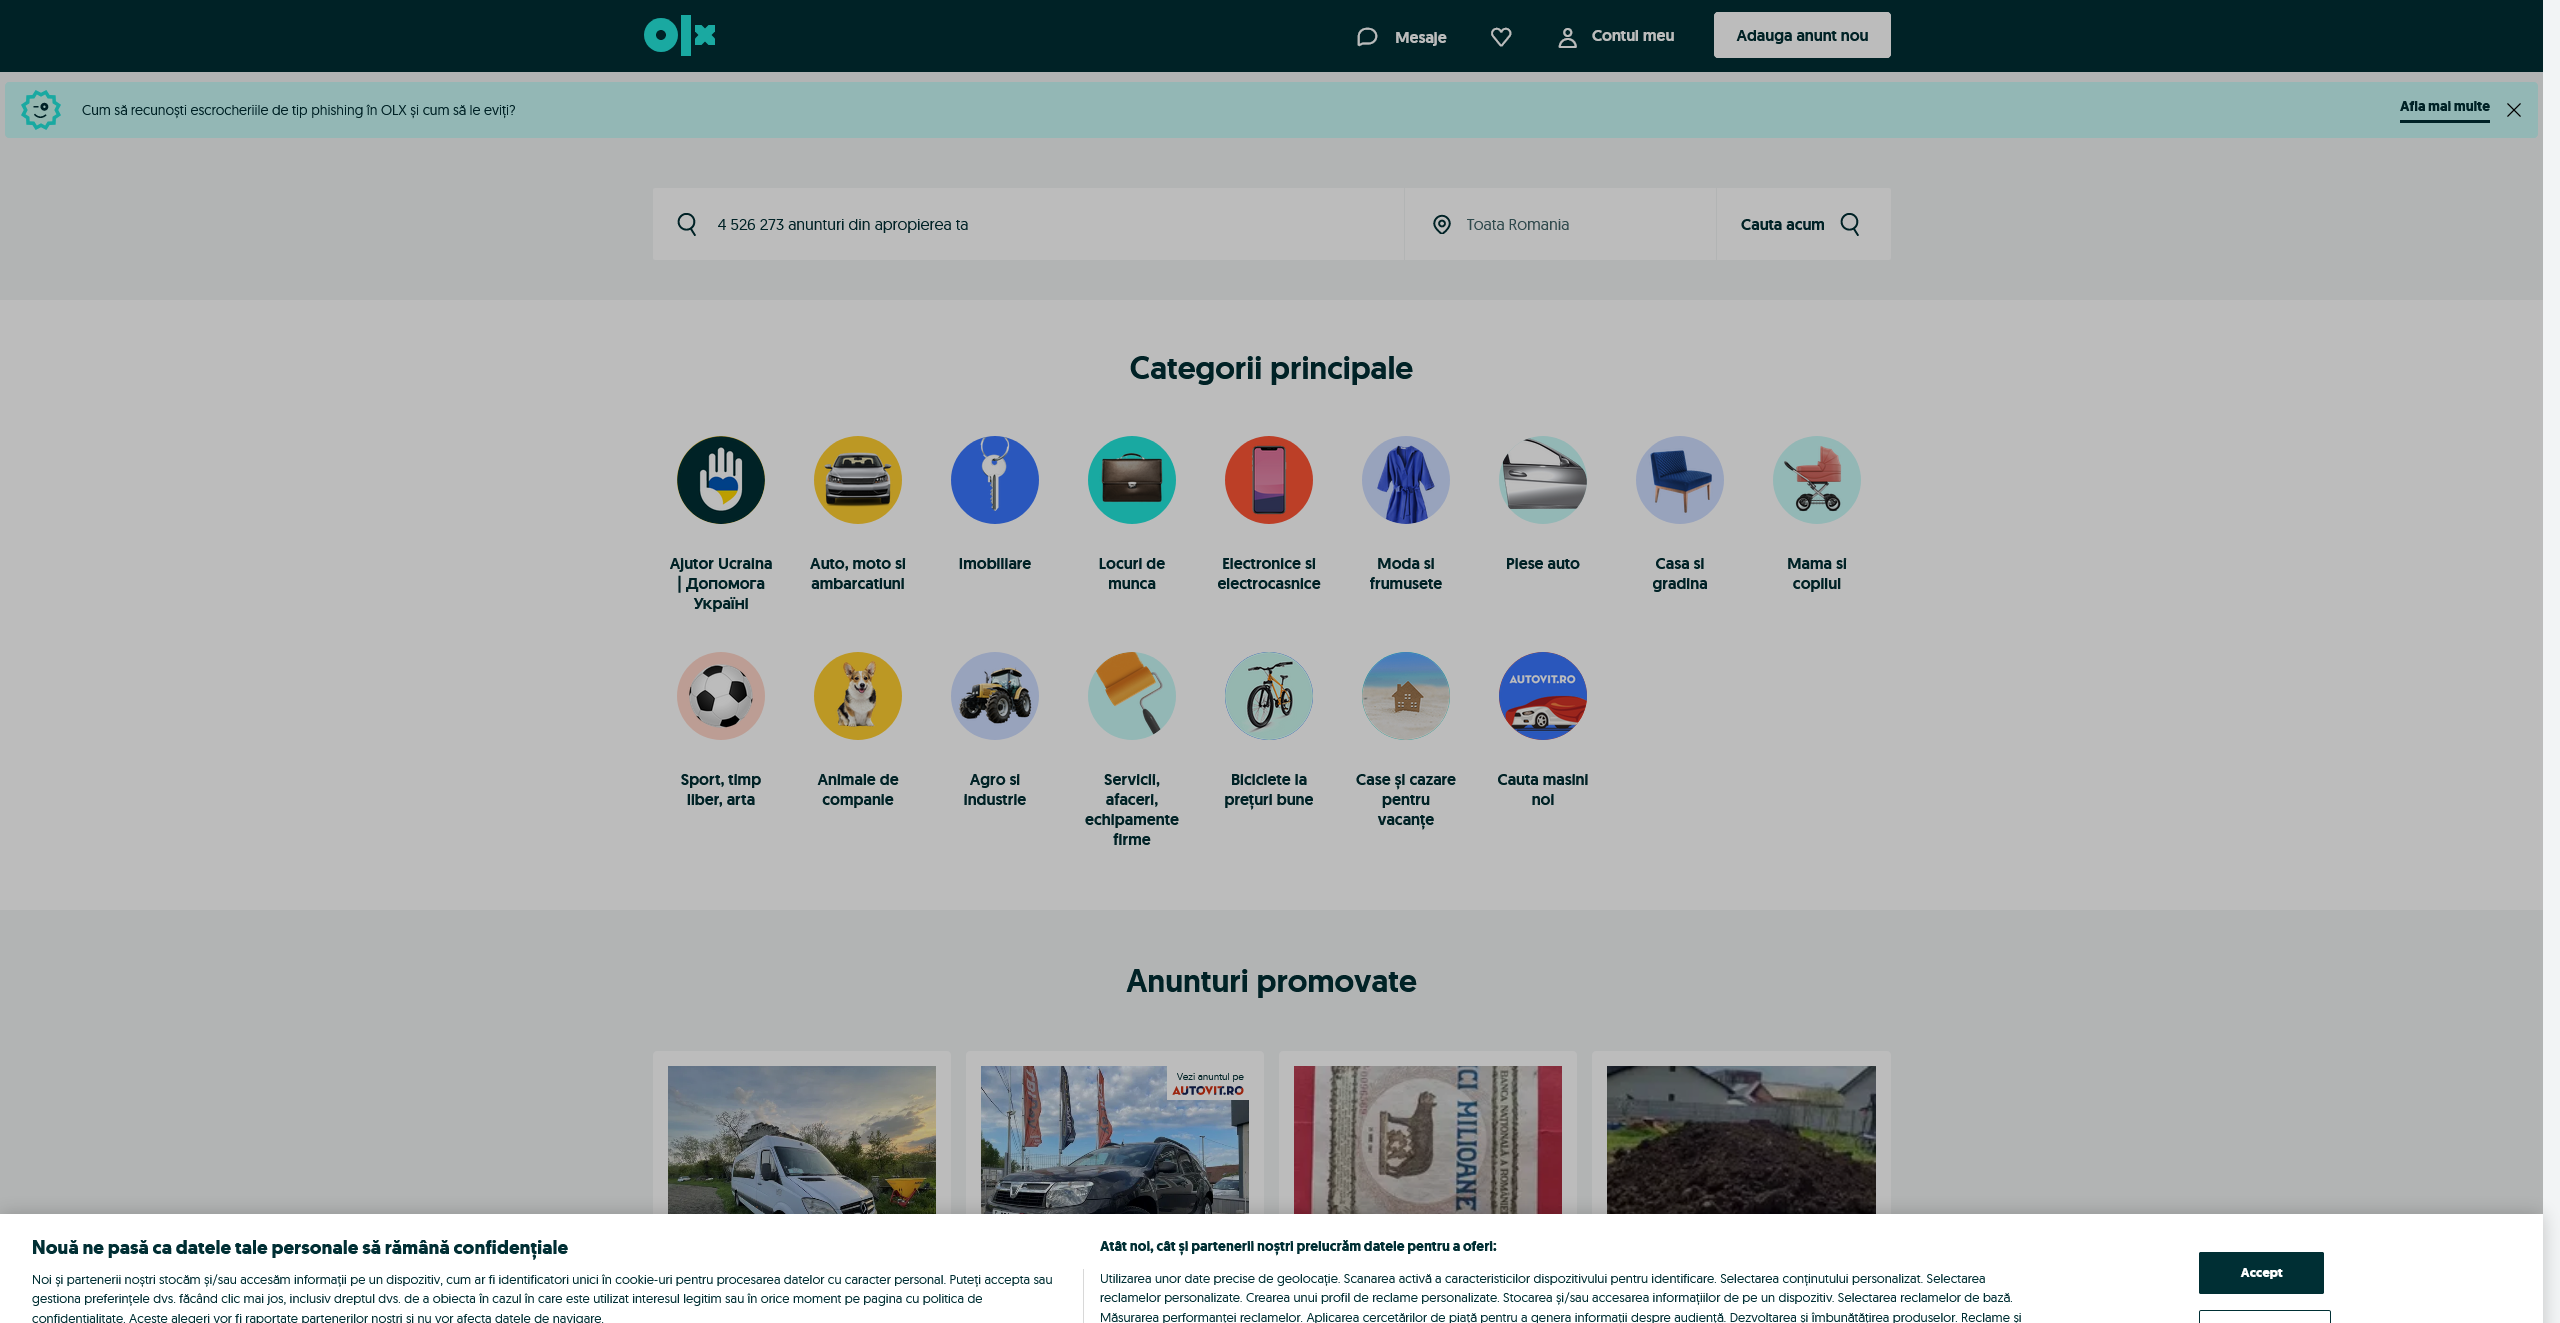 olx
Mesaje
Contul meu
Adauga anunt nou
Cum să recunoști escrocheriile de tip phishing în OLX și cum să le eviți?
Afla mai multe
4 526 273 anunturi din apropierea ta
Toata Romania
Cauta acum
Categorii principale
Ajutor Ucraina
| Допомога
Україні
Auto, moto si
ambarcatiuni
Imobiliare
Locuri de
munca
Electronice si
electrocasnice
Moda si
frumusete
Piese auto
Casa si
gradina
Mama si
copilul
AUTOVIT.RO
Sport, timp
liber, arta
Animale de
companie
Agro si
industrie
Servicii,
afaceri,
echipamente
firme
Biciclete la
prețuri bune
Case și cazare
pentru
vacanțe
Cauta masini
noi
Anunturi promovate
Vezi anuntul pe
AUTOVIT.RO
CI MILIOANE
BANCA NATIONALĂ A ROMÂNIE
Nouă ne pasă ca datele tale personale să rămână confidențiale
Noi și partenerii noștri stocăm și/sau accesăm informații pe un dispozitiv, cum ar fi identificatori unici în cookie-uri pentru procesarea datelor cu caracter personal. Puteți accepta sau
gestiona preferințele dvs. făcând clic mai jos, inclusiv dreptul dvs. de a obiecta în cazul în care este utilizat interesul legitim sau în orice moment pe pagina cu politica de
confidențialitate. Aceste alegeri vor fi raportate partenerilor noștri și nu vor afecta datele de navigare.
Atât noi, cât și partenerii noștri prelucrăm datele pentru a oferi:
Utilizarea unor date precise de geolocație. Scanarea activă a caracteristicilor dispozitivului pentru identificare. Selectarea conținutului personalizat. Selectarea
reclamelor personalizate. Crearea unui profil de reclame personalizate. Stocarea și/sau accesarea informațiilor de pe un dispozitiv. Selectarea reclamelor de bază.
Măsurarea performanței reclamelor. Aplicarea cercetărilor de piață pentru a genera informații despre audiență. Dezvoltarea și îmbunătățirea produselor. Reclame și
Accept